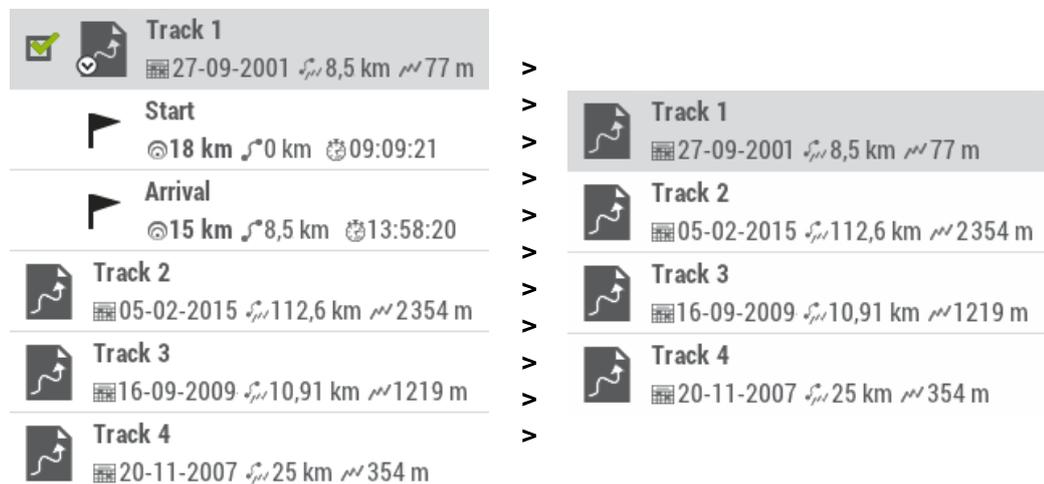 Track 1
27-09-2001 8,5 km 77 m
Start
18 km 0 km 09:09:21
Arrival
15 km 8,5 km 13:58:20
Track 2
05-02-2015 112,6 km 2354 m
Track 3
16-09-2009 10,91 km 1219 m
Track 4
20-11-2007 25 km 354 m
>
>
>
>
>
>
>
>
>
>
>
Track 1
27-09-2001 8,5 km 77 m
Track 2
05-02-2015 112,6 km 2354 m
Track 3
16-09-2009 10,91 km 1219 m
Track 4
20-11-2007 25 km 354 m